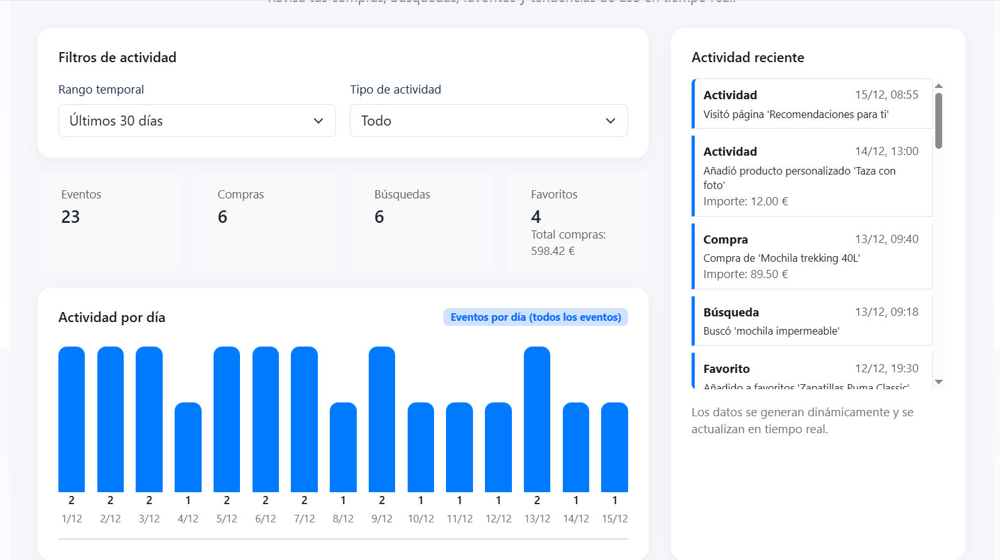 Revisa tus compras, búsquedas, favoritos y tendencias de uso en tiempo real.
Filtros de actividad
Rango temporal
Tipo de actividad
Últimos 30 días
Todo
Eventos
23
Compras
6
Búsquedas
6
Favoritos
4
Total compras:
598.42 €
Actividad por día
Eventos por día (todos los eventos)
2 2 2 1 2 2 2 1 2 1 1 1 2 1 1
1/12 2/12 3/12 4/12 5/12 6/12 7/12 8/12 9/12 10/12 11/12 12/12 13/12 14/12 15/12
Actividad reciente
Actividad 15/12, 08:55
Visitó página 'Recomendaciones para ti'
Actividad 14/12, 13:00
Añadió producto personalizado 'Taza con
foto'
Importe: 12.00 €
Compra 13/12, 09:40
Compra de 'Mochila trekking 40L'
Importe: 89.50 €
Búsqueda 13/12, 09:18
Buscó 'mochila impermeable'
Favorito 12/12, 19:30
Añadido a favoritos 'Zapatillas Puma Classic'
Los datos se generan dinámicamente y se
actualizan en tiempo real.